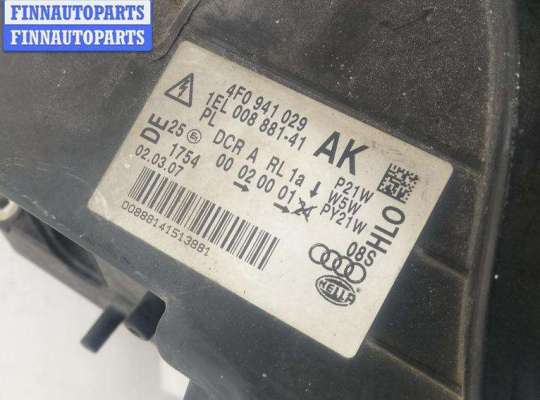 FINNAUTOPARTS
FINNAUTOPARTS
4F0 941 029 AK
1EL 008 881-41
PL
DE 25 DCR A RL 1a P21W
1754 00 02 00 01 W5W
02.03.07 PY21W
D0888141513881
08S
HLO
HELLA